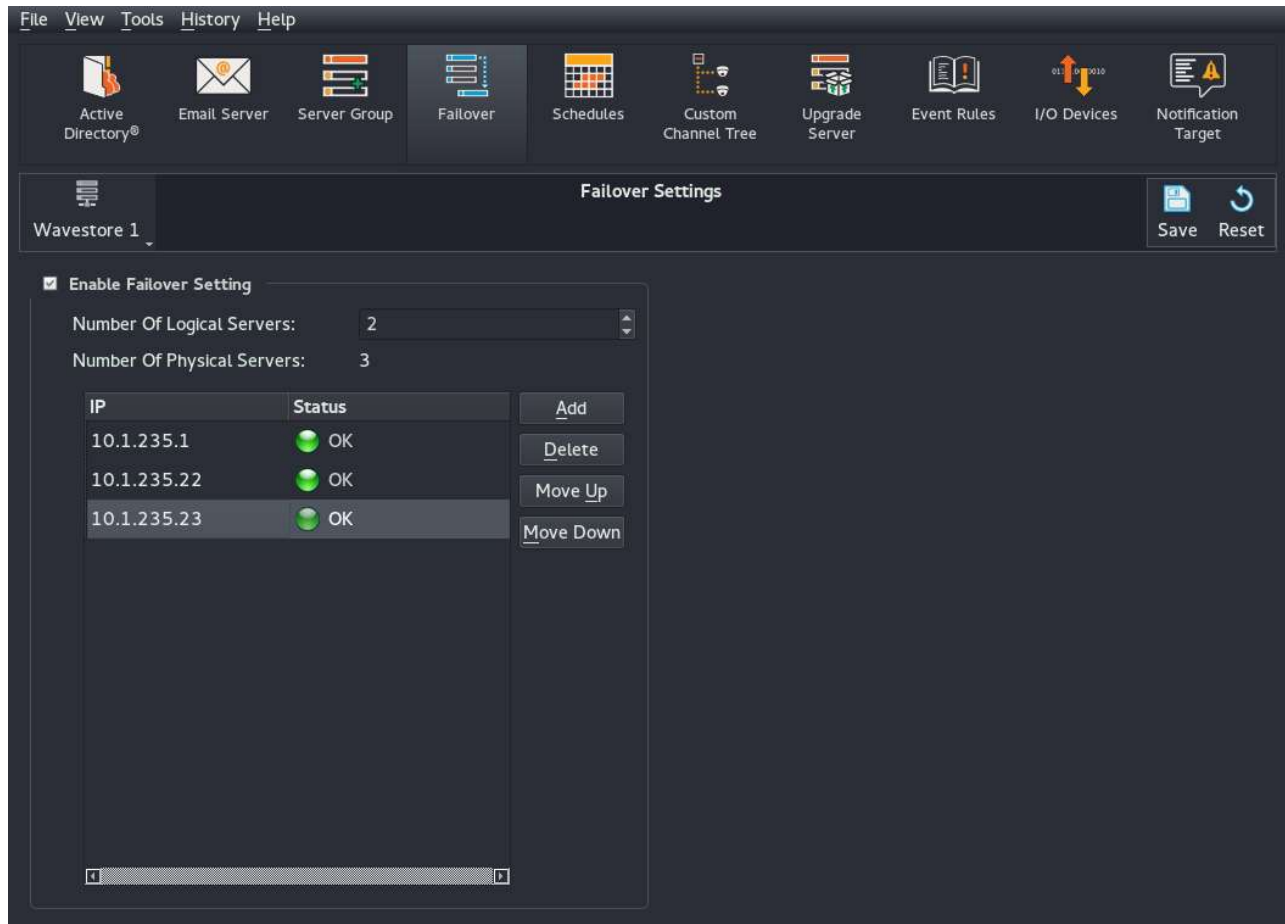 File View Tools History Help
Active Directory®
Email Server
Server Group
Failover
Schedules
Custom Channel Tree
Upgrade Server
Event Rules
I/O Devices
Notification Target
Wavestore 1
Failover Settings
Save Reset
Enable Failover Setting
Number Of Logical Servers: 2
Number Of Physical Servers: 3
IP Status
10.1.235.1 OK
10.1.235.22 OK
10.1.235.23 OK
Add
Delete
Move Up
Move Down